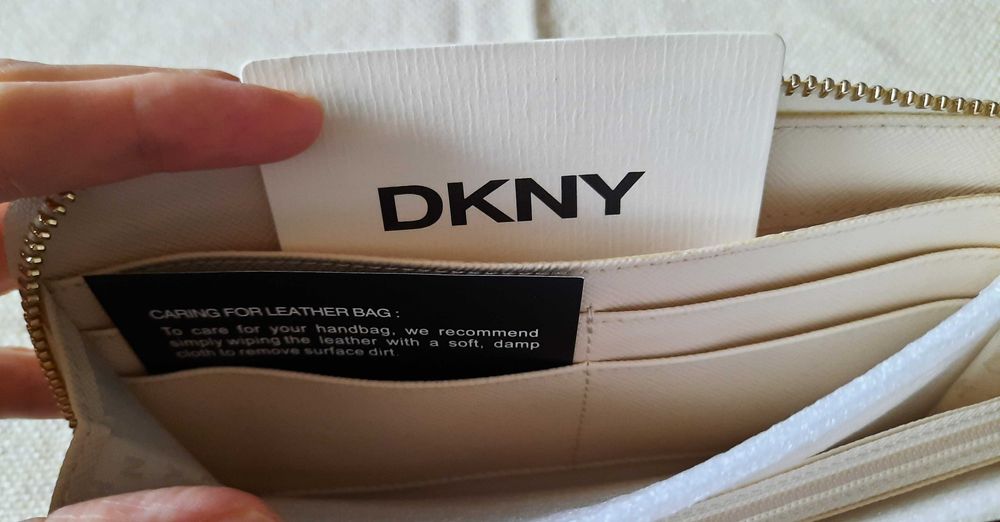 DKNY
CARING FOR LEATHER BAG :
To care for your handbag, we recommend
simply wiping the leather with a soft, damp
cloth to remove surface dirt.